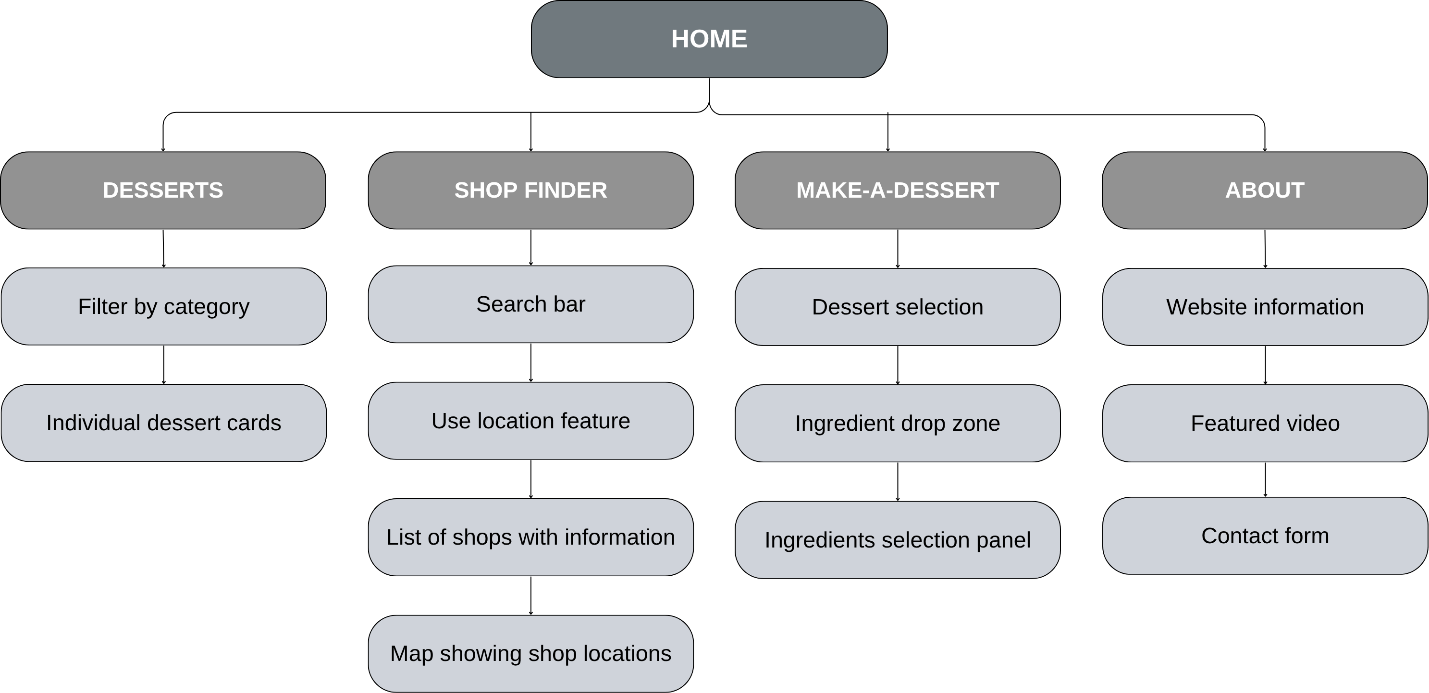 HOME
DESSERTS
SHOP FINDER
MAKE-A-DESSERT
ABOUT
Filter by category
Search bar
Dessert selection
Website information
Individual dessert cards
Use location feature
Ingredient drop zone
Featured video
List of shops with information
Ingredients selection panel
Contact form
Map showing shop locations